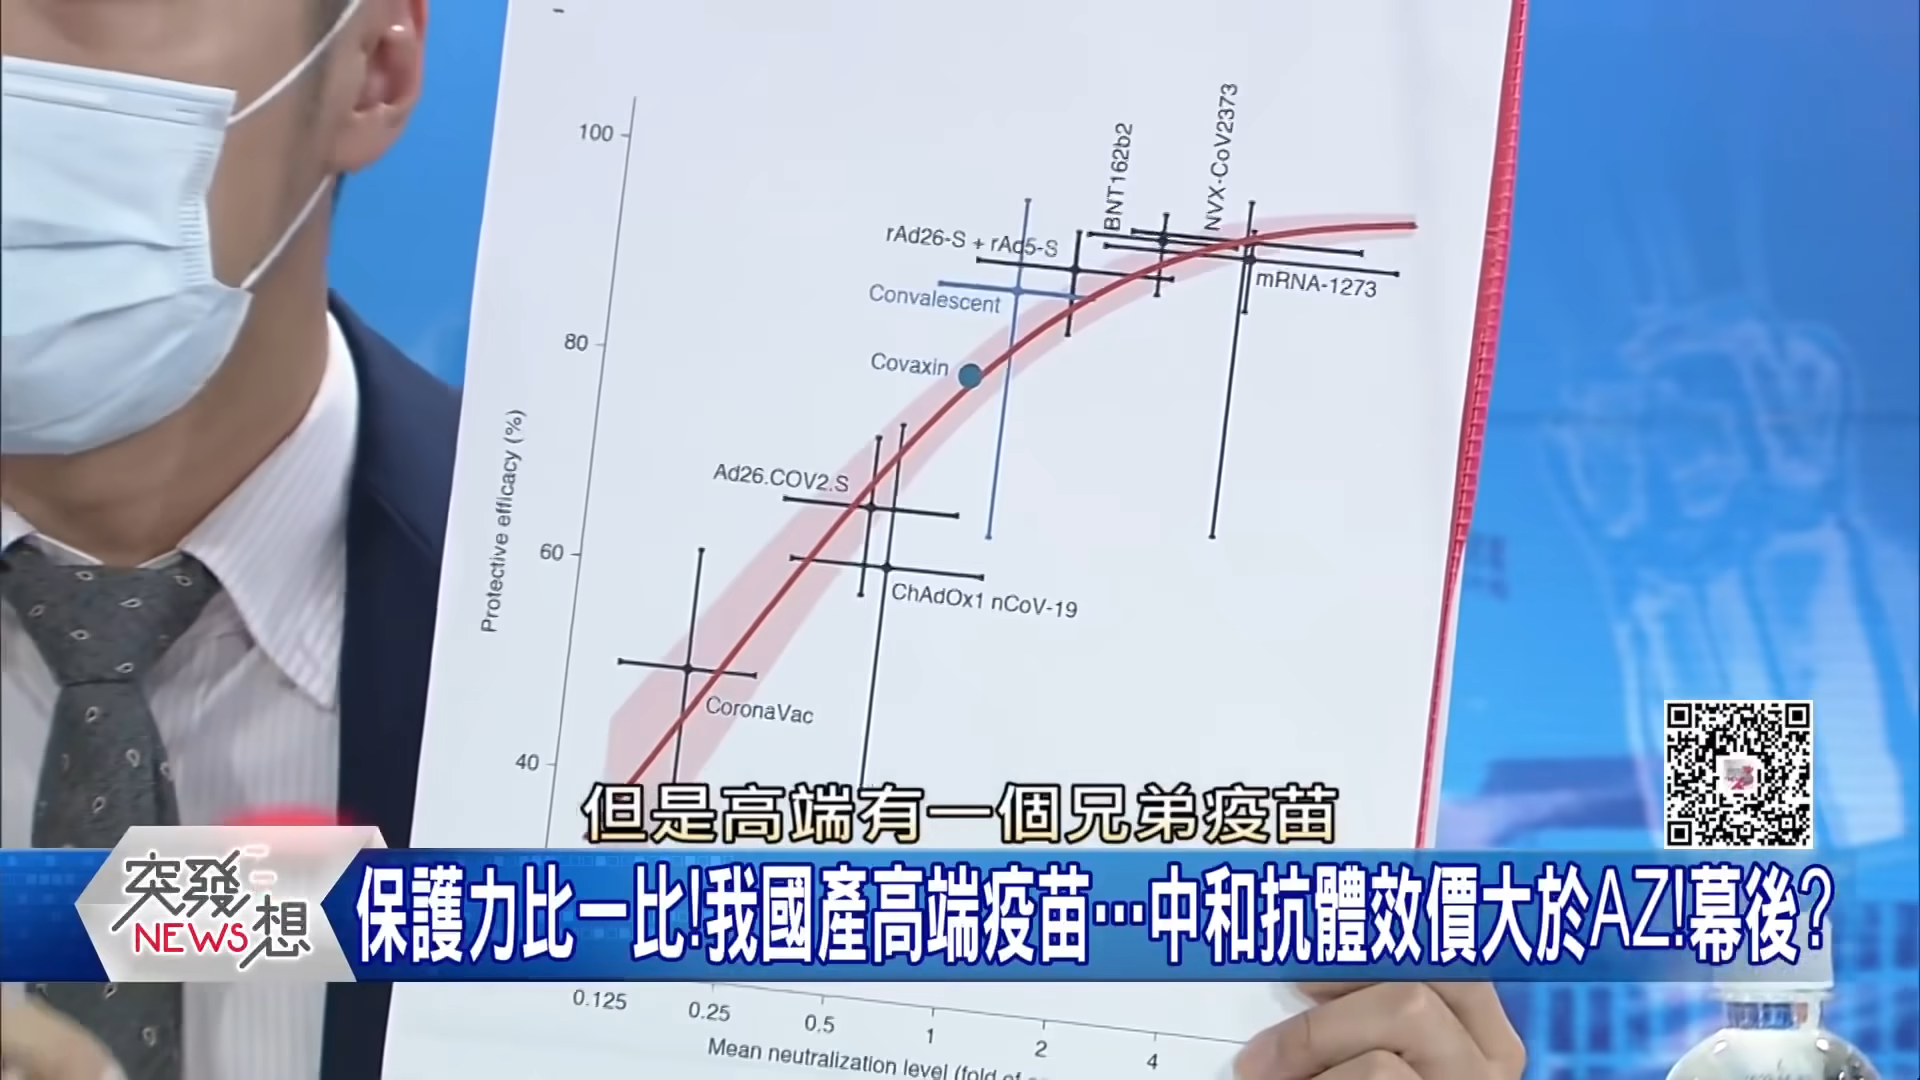 100
80
60
40
Protective efficacy (%)
BNT162b2
NVX-CoV2373
rAd26-S + rAd5-S
mRNA-1273
Convalescent
Covaxin
Ad26.COV2.S
ChAdOx1 nCoV-19
CoronaVac
但是高端有一個兄弟疫苗
突發
NEWS想
保護力比一比!我國產高端疫苗…中和抗體效價大於AZ!幕後?
0.125
0.25
0.5
1
2
4
Mean neutralization level (fold of